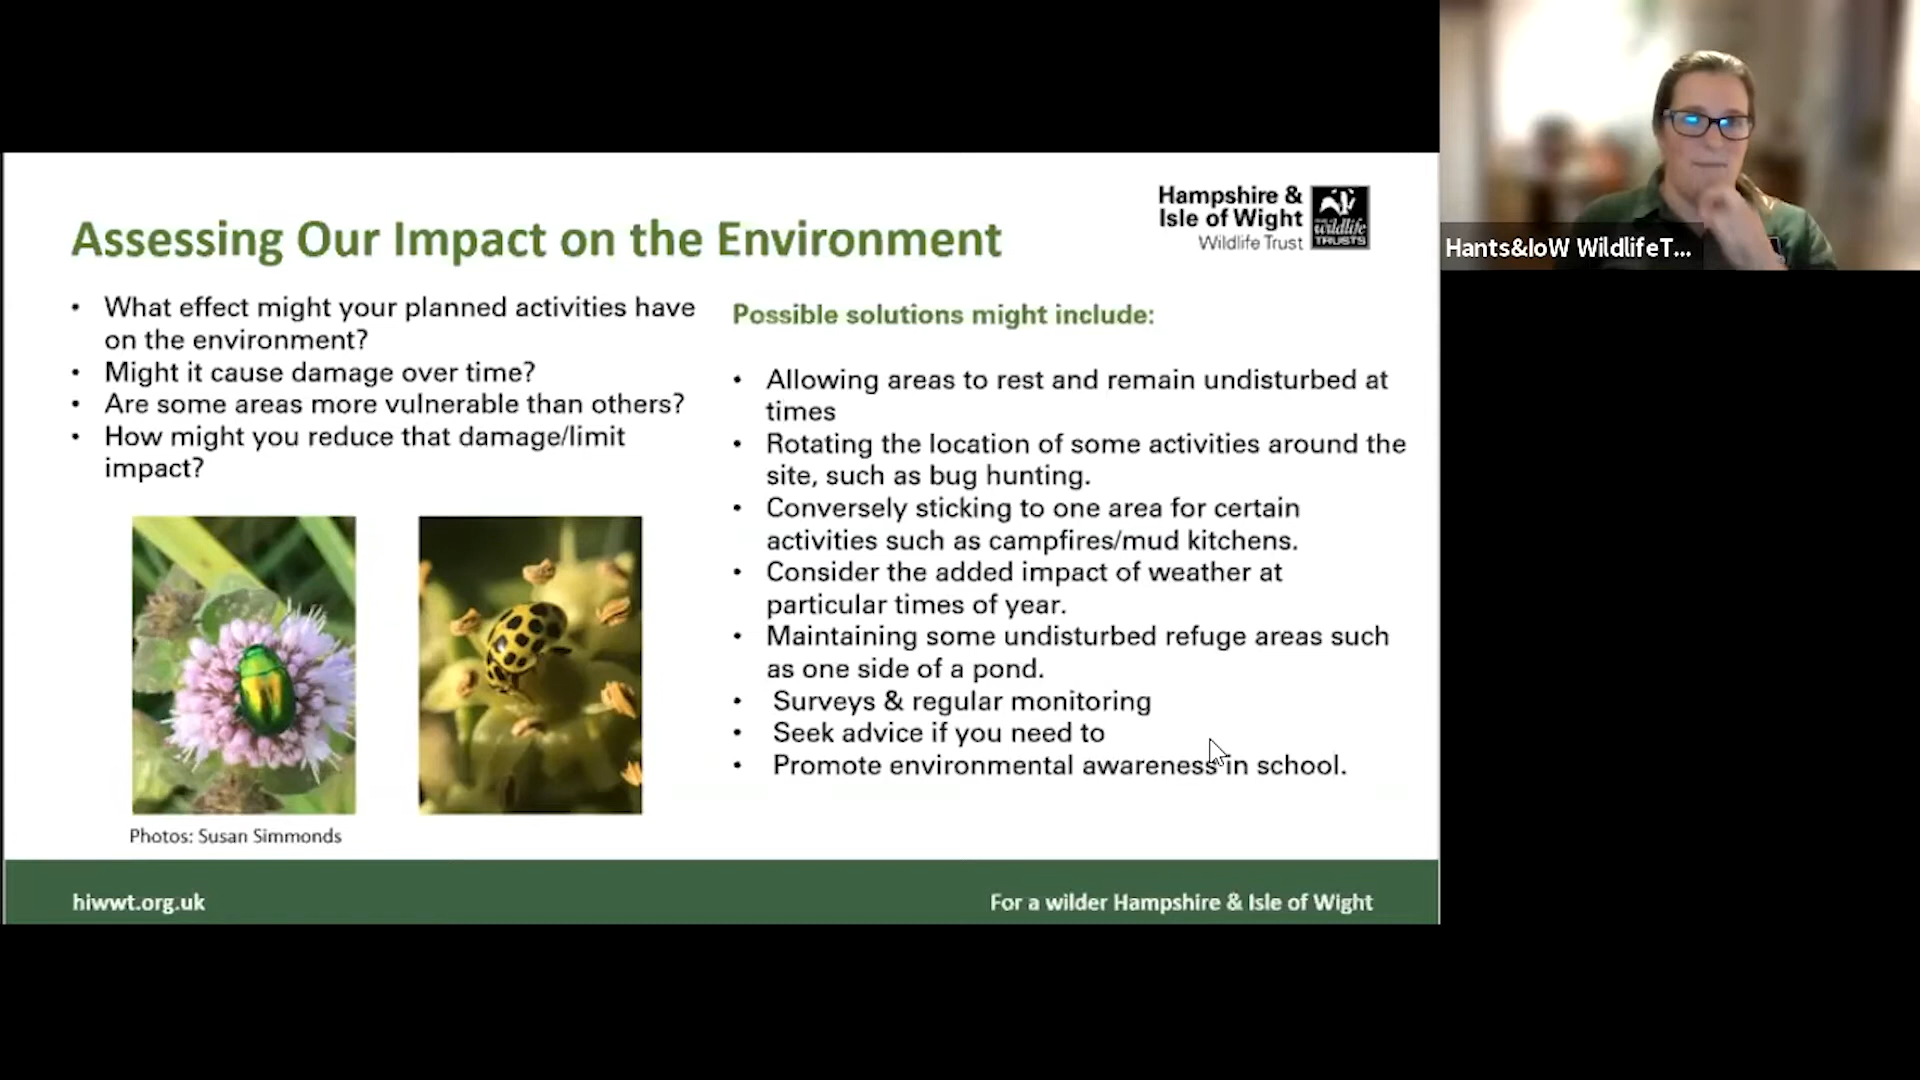 Hampshire &
Isle of Wight
Wildlife Trust
wildlife
TRUSTS
Hants&IoW WildlifeT...
Assessing Our Impact on the Environment
• What effect might your planned activities have
on the environment?
• Might it cause damage over time?
• Are some areas more vulnerable than others?
• How might you reduce that damage/limit
impact?
Photos: Susan Simmonds
Possible solutions might include:
• Allowing areas to rest and remain undisturbed at
times
• Rotating the location of some activities around the
site, such as bug hunting.
• Conversely sticking to one area for certain
activities such as campfires/mud kitchens.
• Consider the added impact of weather at
particular times of year.
• Maintaining some undisturbed refuge areas such
as one side of a pond.
• Surveys & regular monitoring
• Seek advice if you need to
• Promote environmental awareness in school.
hiwwt.org.uk
For a wilder Hampshire & Isle of Wight